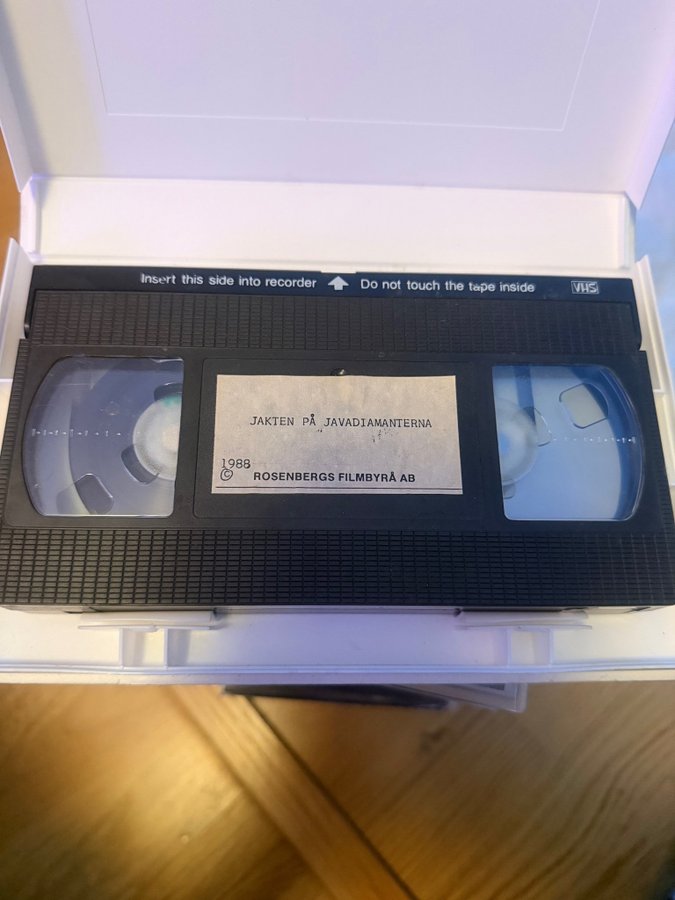 Insert this side into recorder Do not touch the tape inside VHS
JAKTEN PÅ JAVADIAMANTERNA
1988
© ROSENBERGS FILMBYRÅ AB